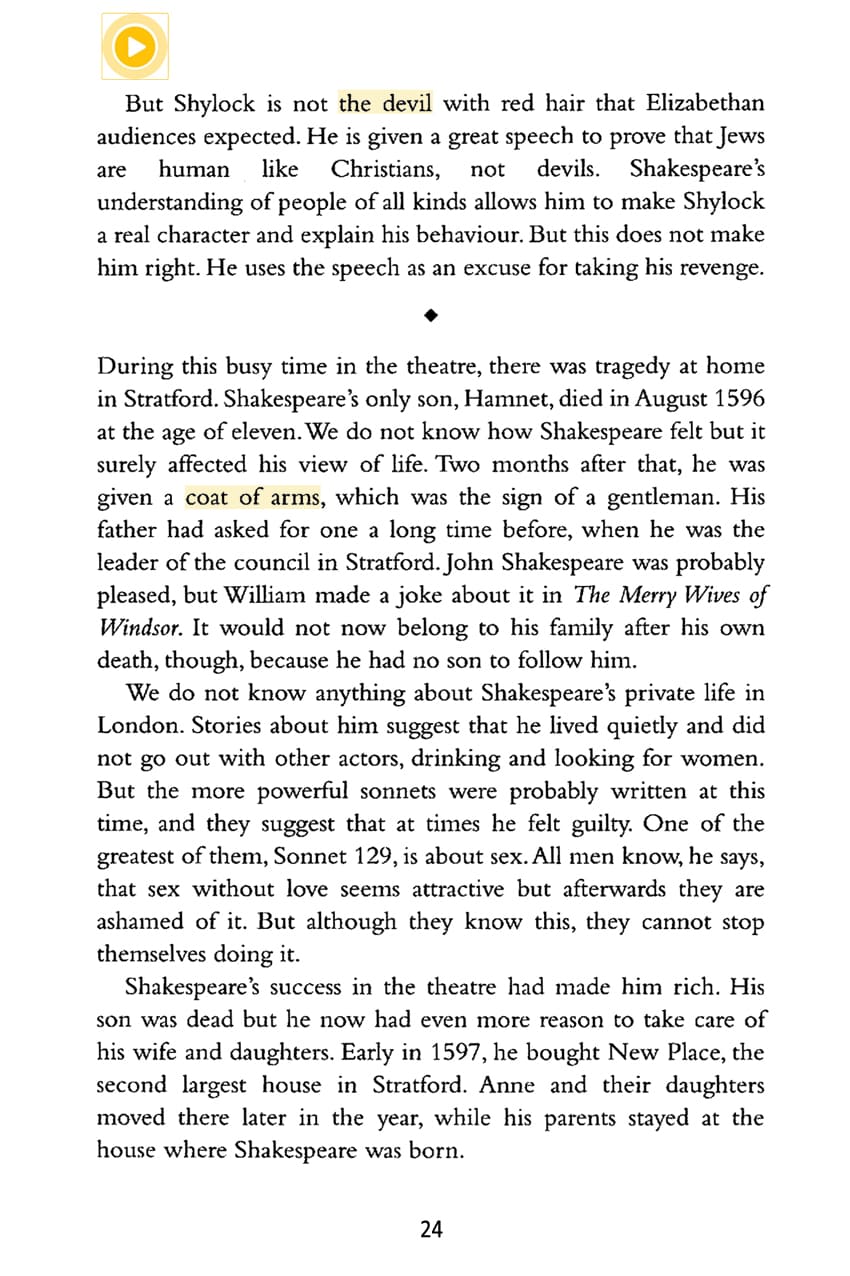 But Shylock is not the devil with red hair that Elizabethan
audiences expected. He is given a great speech to prove that Jews
are human like Christians, not devils. Shakespeare's
understanding of people of all kinds allows him to make Shylock
a real character and explain his behaviour. But this does not make
him right. He uses the speech as an excuse for taking his revenge.
During this busy time in the theatre, there was tragedy at home
in Stratford. Shakespeare's only son, Hamnet, died in August 1596
at the age of eleven. We do not know how Shakespeare felt but it
surely affected his view of life. Two months after that, he was
given a coat of arms, which was the sign of a gentleman. His
father had asked for one a long time before, when he was the
leader of the council in Stratford. John Shakespeare was probably
pleased, but William made a joke about it in The Merry Wives of
Windsor. It would not now belong to his family after his own
death, though, because he had no son to follow him.
We do not know anything about Shakespeare's private life in
London. Stories about him suggest that he lived quietly and did
not go out with other actors, drinking and looking for women.
But the more powerful sonnets were probably written at this
time, and they suggest that at times he felt guilty. One of the
greatest of them, Sonnet 129, is about sex. All men know, he says,
that sex without love seems attractive but afterwards they are
ashamed of it. But although they know this, they cannot stop
themselves doing it.
Shakespeare's success in the theatre had made him rich. His
son was dead but he now had even more reason to take care of
his wife and daughters. Early in 1597, he bought New Place, the
second largest house in Stratford. Anne and their daughters
moved there later in the year, while his parents stayed at the
house where Shakespeare was born.
24